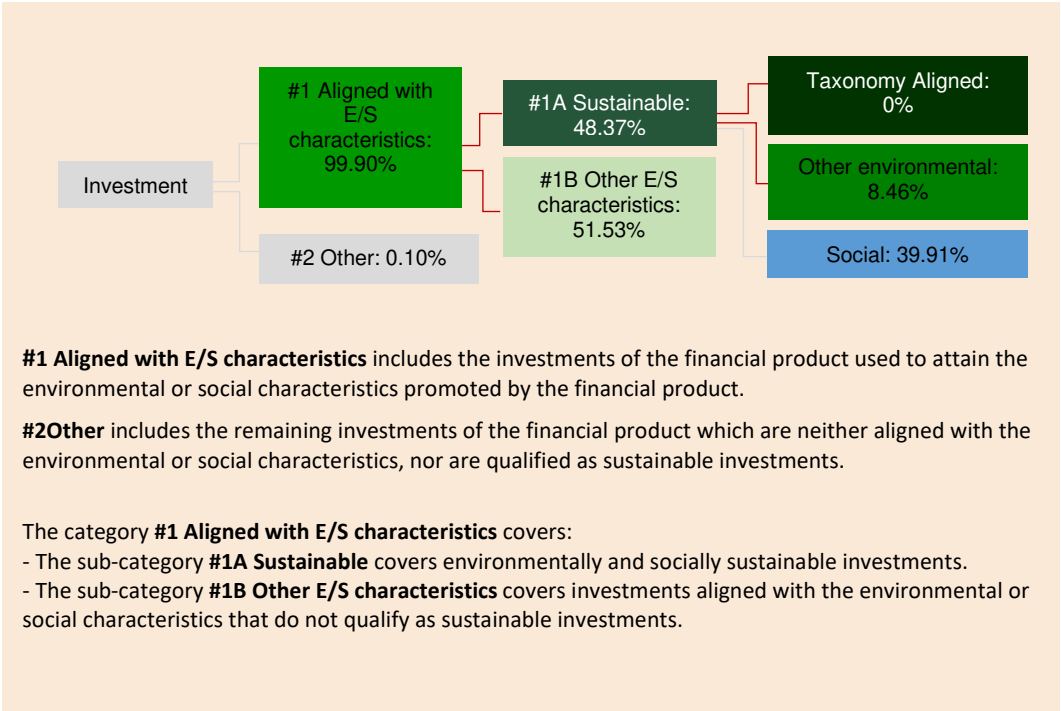 Investment
#1 Aligned with
E/S
characteristics:
99.90%
#2 Other: 0.10%
#1A Sustainable:
48.37%
#1B Other E/S
characteristics:
51.53%
Taxonomy Aligned:
0%
Other environmental:
8.46%
Social: 39.91%
#1 Aligned with E/S characteristics includes the investments of the financial product used to attain the
environmental or social characteristics promoted by the financial product.
#2Other includes the remaining investments of the financial product which are neither aligned with the
environmental or social characteristics, nor are qualified as sustainable investments.
The category #1 Aligned with E/S characteristics covers:
- The sub-category #1A Sustainable covers environmentally and socially sustainable investments.
- The sub-category #1B Other E/S characteristics covers investments aligned with the environmental or
social characteristics that do not qualify as sustainable investments.